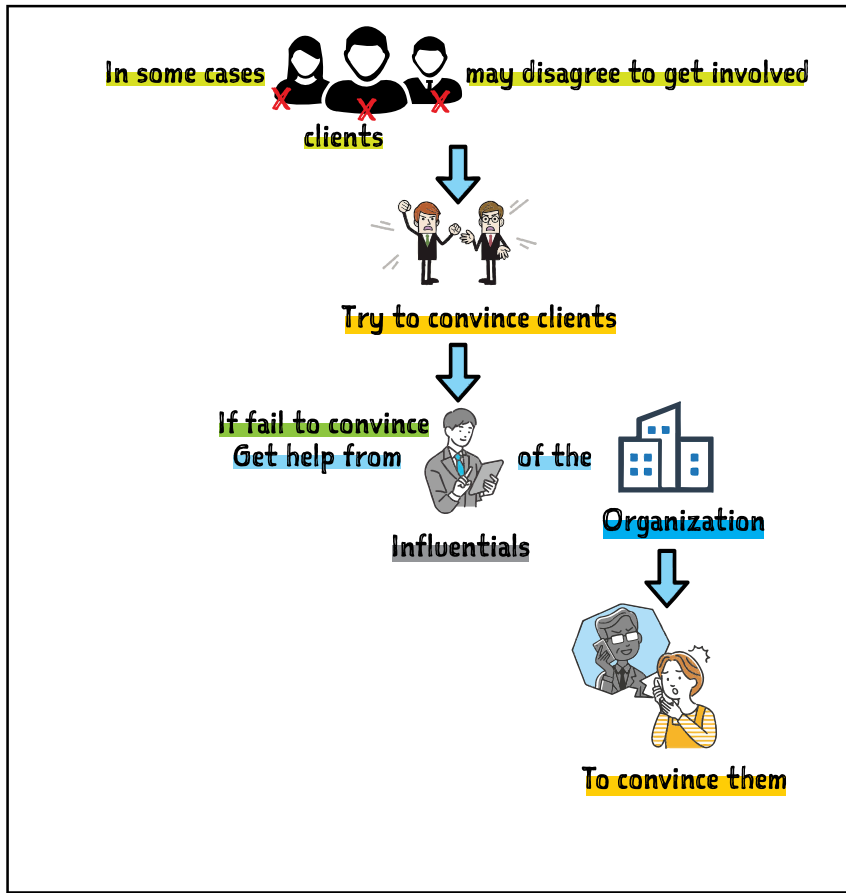 In some cases may disagree to get involved
clients
Try to convince clients
If fail to convince
Get help from of the
Organization
Influentials
To convince them